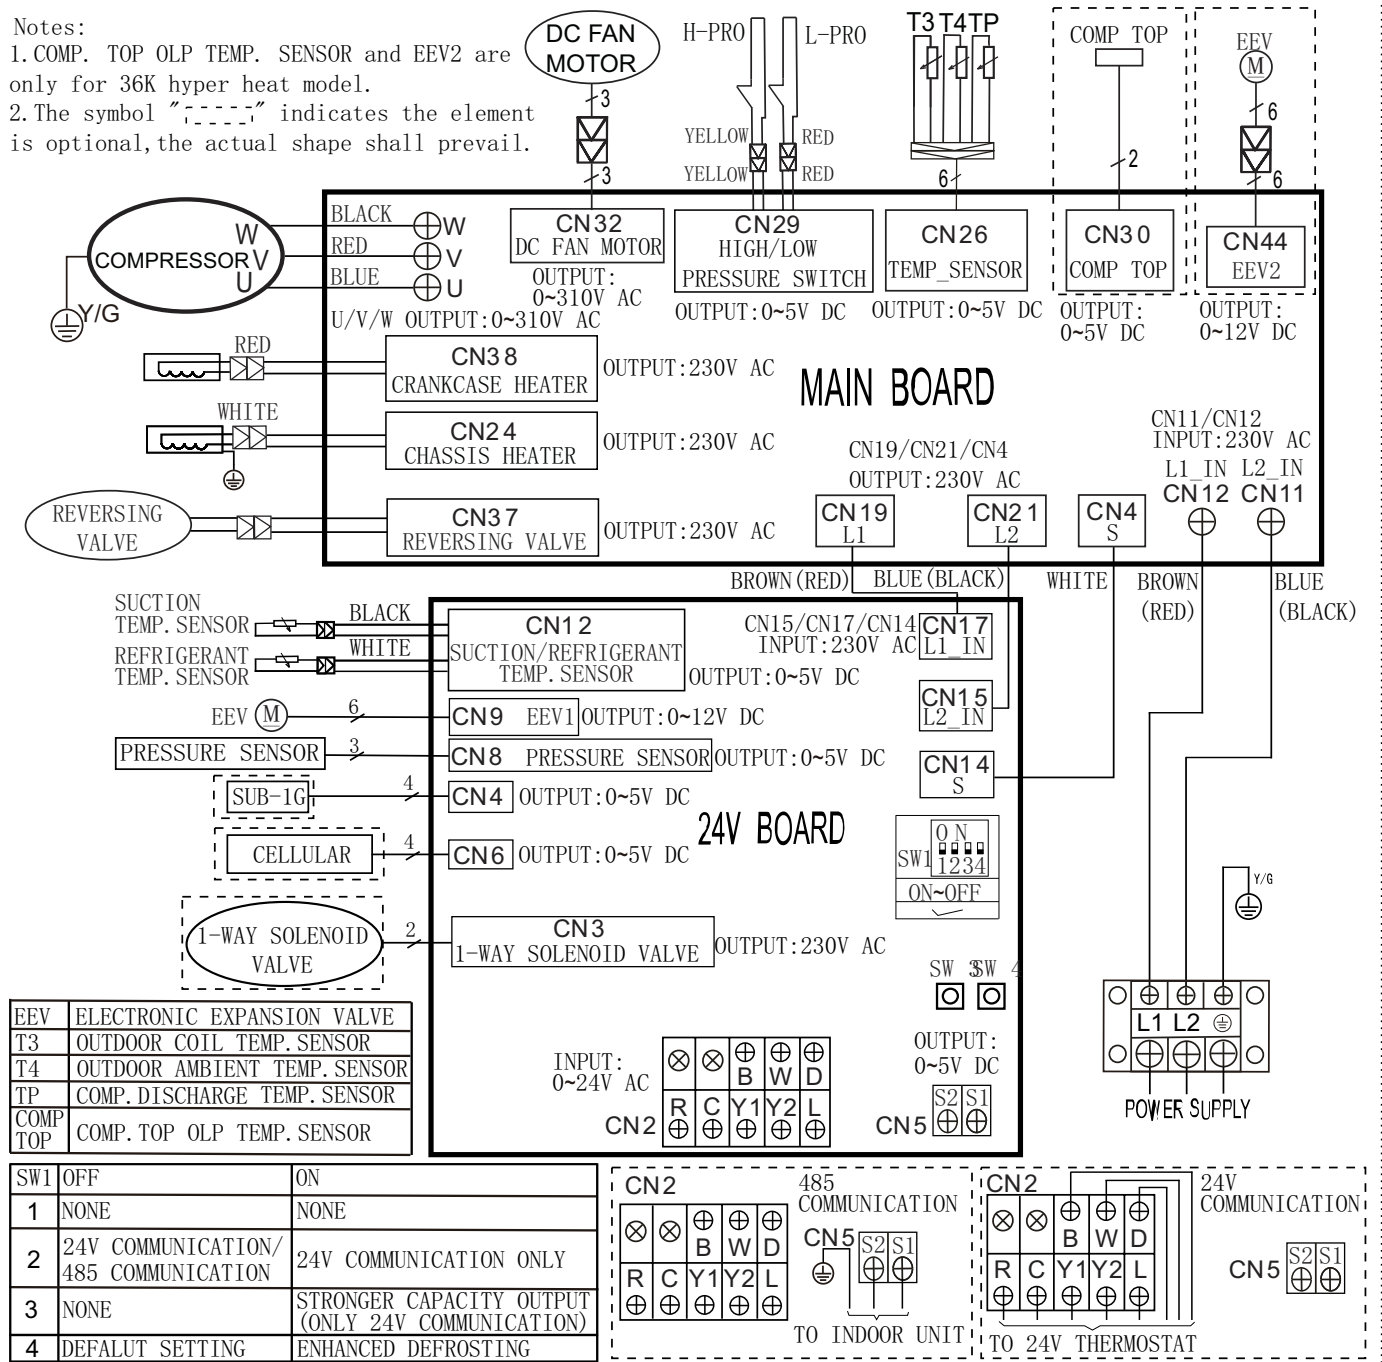 Notes:
1.COMP. TOP OLP TEMP. SENSOR and EEV2 are
only for 36K hyper heat model.
2.The symbol "-----" indicates the element
is optional,the actual shape shall prevail.
DC FAN
MOTOR
3
3
H-PRO
L-PRO
YELLOW
RED
YELLOW
RED
T3 T4 TP
6
COMP TOP
2
EEV
M
6
6
COMPRESSOR
W
V
U
Y/G
BLACK
W
RED
V
BLUE
U
U/V/W OUTPUT:0~310V AC
CN32
DC FAN MOTOR
OUTPUT:
0~310V AC
CN29
HIGH/LOW
PRESSURE SWITCH
OUTPUT:0~5V DC
CN26
TEMP_SENSOR
OUTPUT:0~5V DC
CN30
COMP TOP
OUTPUT:
0~5V DC
CN44
EEV2
OUTPUT:
0~12V DC
RED
CN38
CRANKCASE HEATER
OUTPUT:230V AC
WHITE
CN24
CHASSIS HEATER
OUTPUT:230V AC
REVERSING
VALVE
CN37
REVERSING VALVE
OUTPUT:230V AC
MAIN BOARD
CN19/CN21/CN4
OUTPUT:230V AC
CN19
L1
CN21
L2
CN4
S
CN11/CN12
INPUT:230V AC
L1_IN L2_IN
CN12 CN11
BROWN(RED)
BLUE(BLACK)
WHITE
BROWN
(RED)
BLUE
(BLACK)
SUCTION
TEMP.SENSOR
BLACK
REFRIGERANT
TEMP.SENSOR
WHITE
CN12
SUCTION/REFRIGERANT
TEMP.SENSOR
OUTPUT:0~5V DC
CN15/CN17/CN14
INPUT:230V AC
CN17
L1_IN
CN15
L2_IN
CN14
S
EEV M
6
CN9 EEV1
OUTPUT:0~12V DC
PRESSURE SENSOR
3
CN8 PRESSURE SENSOR
OUTPUT:0~5V DC
SUB-1G
4
CN4
OUTPUT:0~5V DC
CELLULAR
4
CN6
OUTPUT:0~5V DC
24V BOARD
SW1
ON
1234
ON~OFF
1-WAY SOLENOID
VALVE
2
CN3
1-WAY SOLENOID VALVE
OUTPUT:230V AC
SW 3
SW 4
INPUT:
0~24V AC
CN2
B W D
R C Y1 Y2 L
OUTPUT:
0~5V DC
CN5
S2 S1
Y/G
L1 L2
POWER SUPPLY
EEV ELECTRONIC EXPANSION VALVE
T3 OUTDOOR COIL TEMP.SENSOR
T4 OUTDOOR AMBIENT TEMP.SENSOR
TP COMP.DISCHARGE TEMP.SENSOR
COMP
TOP COMP.TOP OLP TEMP.SENSOR
SW1 OFF ON
1 NONE NONE
2 24V COMMUNICATION/
485 COMMUNICATION
24V COMMUNICATION ONLY
3 NONE
STRONGER CAPACITY OUTPUT
(ONLY 24V COMMUNICATION)
4 DEFALUT SETTING ENHANCED DEFROSTING
CN2
B W D
R C Y1 Y2 L
485
COMMUNICATION
CN5
S2 S1
TO INDOOR UNIT
CN2
B W D
R C Y1 Y2 L
TO 24V THERMOSTAT
24V
COMMUNICATION
CN5
S2 S1